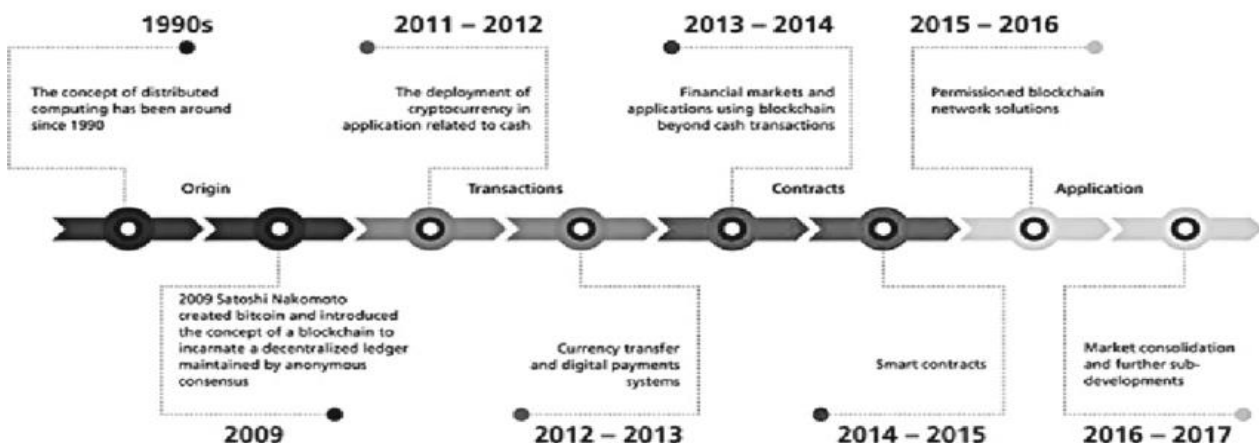 1990s
The concept of distributed
computing has been around
since 1990
2011 – 2012
The deployment of
cryptocurrency in
application related to cash
2013 – 2014
Financial markets and
applications using blockchain
beyond cash transactions
2015 – 2016
Permissioned blockchain
network solutions
Origin
Transactions
Contracts
Application
2009 Satoshi Nakomoto
created bitcoin and introduced
the concept of a blockchain to
incarnate a decentralized ledger
maintained by anonymous
consensus
2009
Currency transfer
and digital payments
systems
2012 – 2013
Smart contracts
2014 – 2015
Market consolidation
and further sub-
developments
2016 – 2017